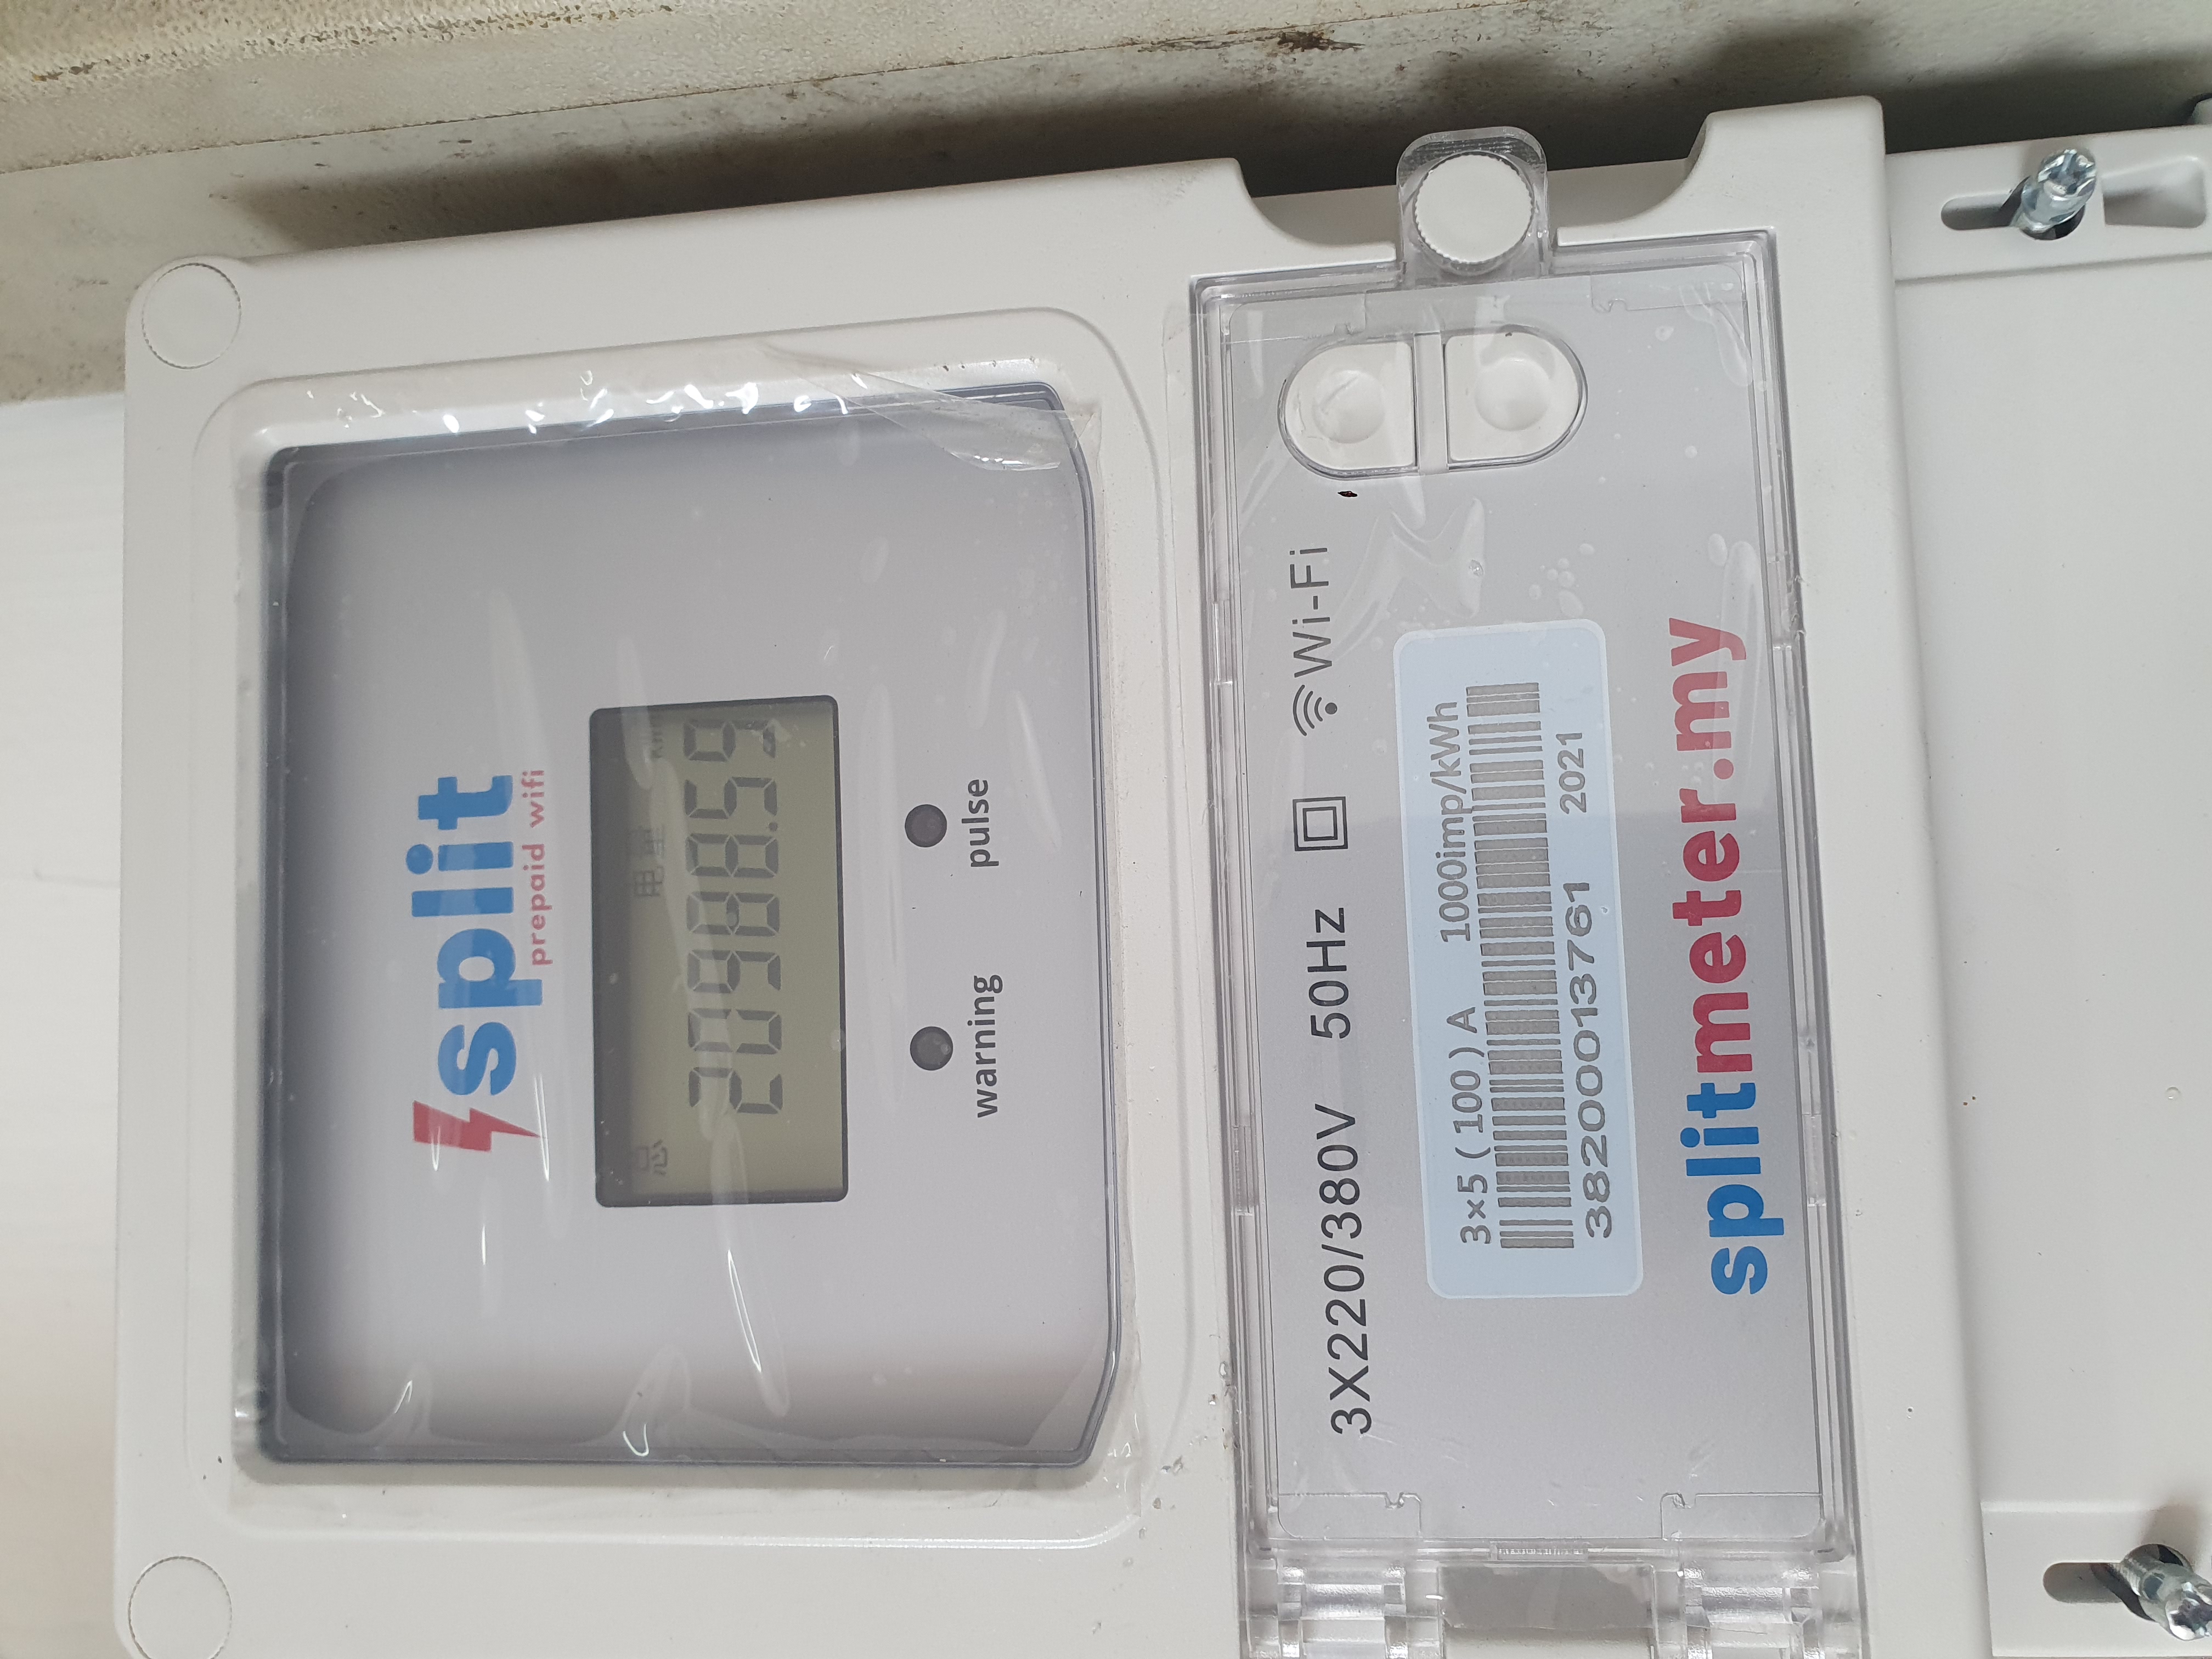 split
prepaid wifi
总 电量 kWh
20988.59
warning pulse
3X220/380V 50Hz Wi-Fi
3×5(100)A 1000imp/kWh
38200013761 2021
splitmeter.my